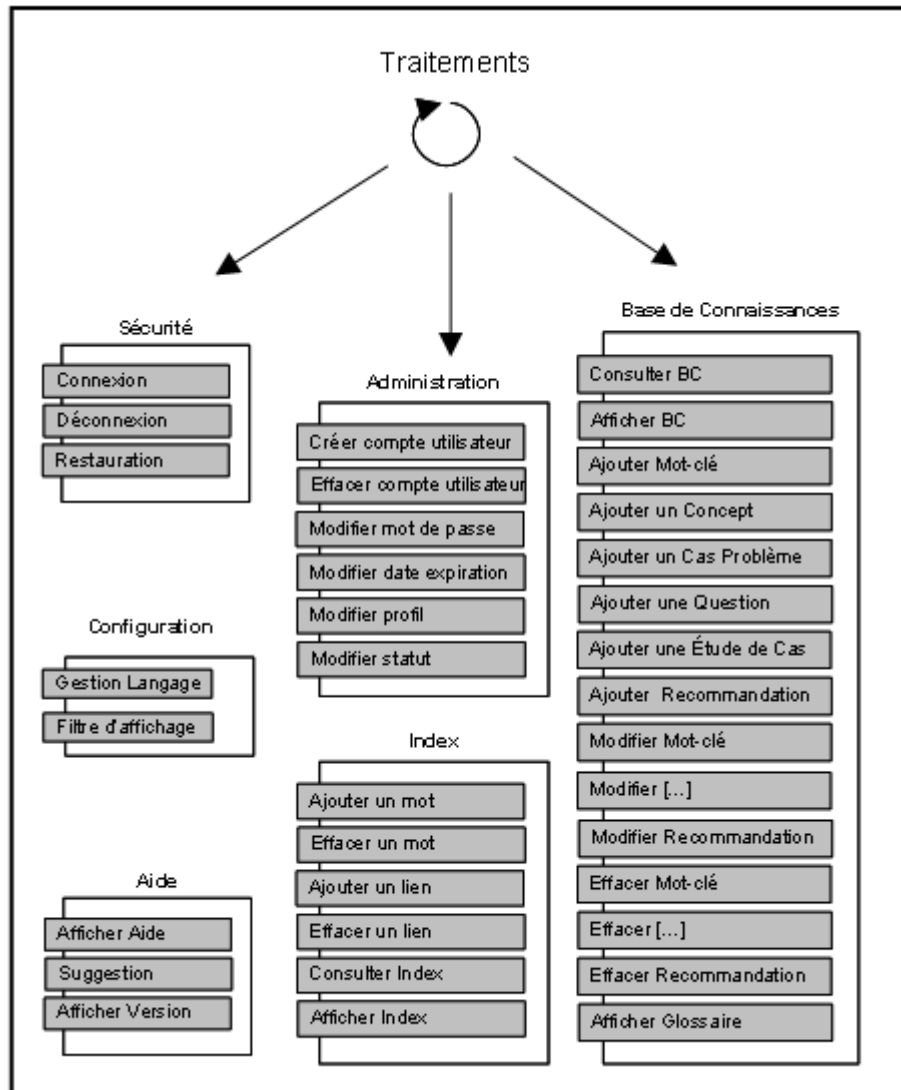 Traitements
Sécurité
Connexion
Déconnexion
Restauration
Configuration
Gestion Langage
Filtre d'affichage
Aide
Afficher Aide
Suggestion
Afficher Version
Administration
Créer compte utilisateur
Effacer compte utilisateur
Modifier mot de passe
Modifier date expiration
Modifier profil
Modifier statut
Index
Ajouter un mot
Effacer un mot
Ajouter un lien
Effacer un lien
Consulter Index
Afficher Index
Base de Connaissances
Consulter BC
Afficher BC
Ajouter Mot-clé
Ajouter un Concept
Ajouter un Cas Problème
Ajouter une Question
Ajouter une Étude de Cas
Ajouter Recommandation
Modifier Mot-clé
Modifier [...]
Modifier Recommandation
Effacer Mot-clé
Effacer [...]
Effacer Recommandation
Afficher Glossaire